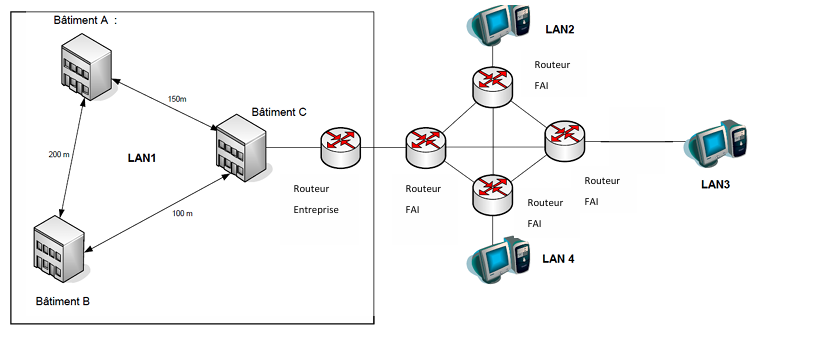 Bâtiment A :
150m
Bâtiment C
200 m
LAN1
100 m
Bâtiment B
Routeur
Entreprise
Routeur
FAI
LAN2
Routeur
FAI
Routeur
FAI
LAN3
Routeur
FAI
LAN 4